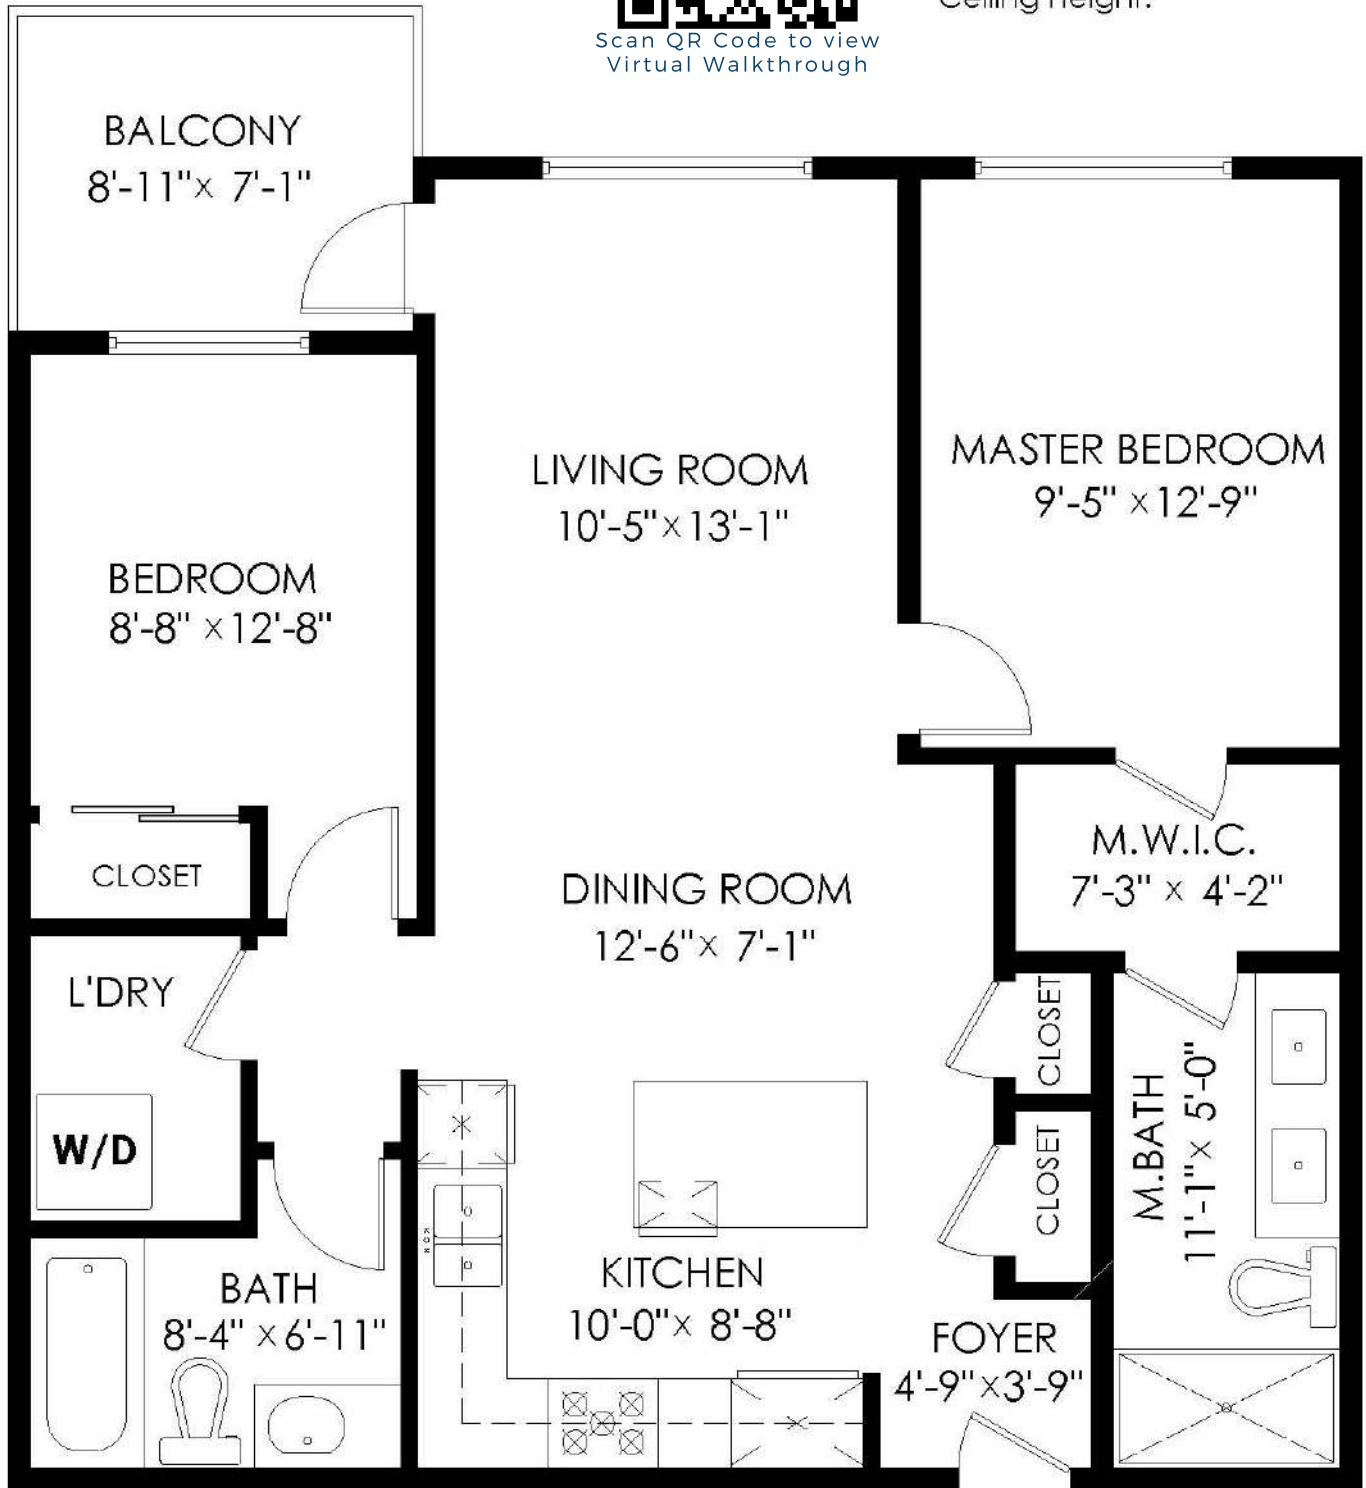 Ceiling Height:
Scan QR Code to view
Virtual Walkthrough
BALCONY
8'-11"x 7'-1"
LIVING ROOM
10'-5"x13'-1"
MASTER BEDROOM
9'-5" x12'-9"
BEDROOM
8'-8" x12'-8"
CLOSET
DINING ROOM
12'-6"x 7'-1"
M.W.I.C.
7'-3" x 4'-2"
L'DRY
W/D
CLOSET
CLOSET
M.BATH
11'-1"x 5'-0"
KITCHEN
10'-0"x 8'-8"
BATH
8'-4" x6'-11"
FOYER
4'-9"x3'-9"